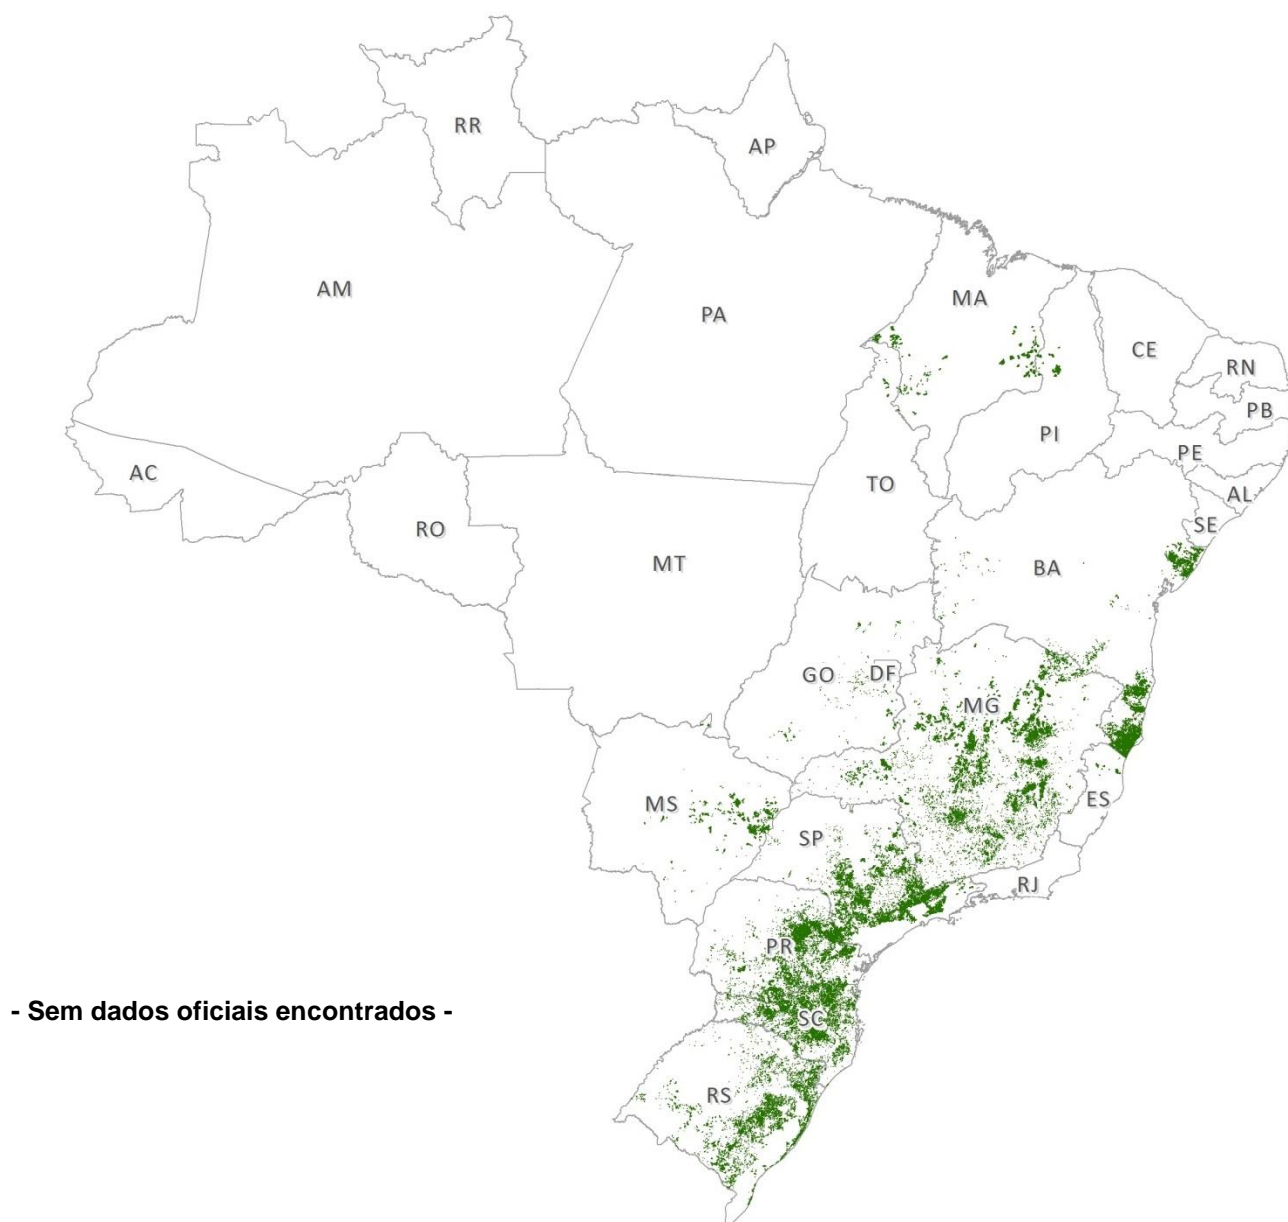 RR
AP
AM
PA
MA
CE
RN
PB
PI
PE
AC
TO
AL
RO
SE
MT
BA
GO
DF
MG
MS
ES
SP
RJ
PR
- Sem dados oficiais encontrados -
SC
RS